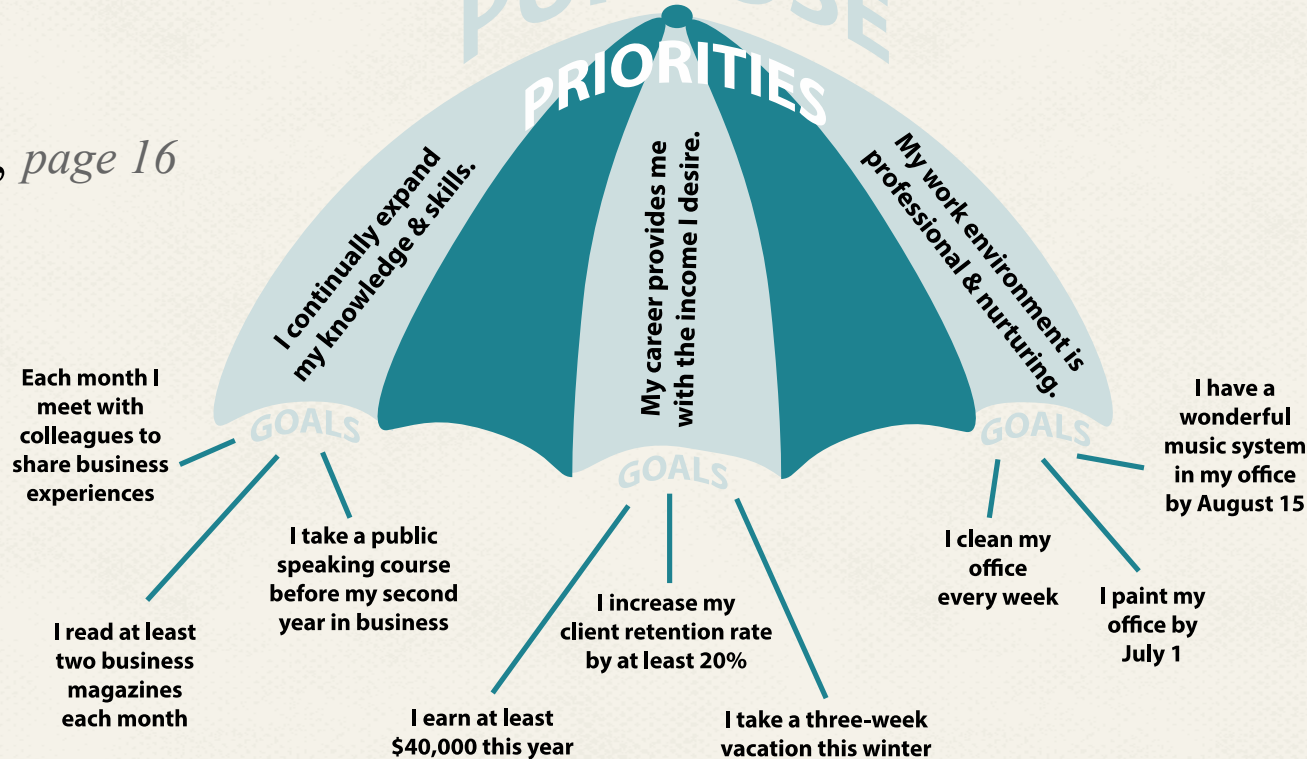 PURPOSE
PRIORITIES
, page 16
I continually expand
my knowledge & skills.
My career provides me
with the income I desire.
My work environment is
professional & nurturing.
GOALS
Each month I
meet with
colleagues to
share business
experiences
I read at least
two business
magazines
each month
I take a public
speaking course
before my second
year in business
GOALS
I earn at least
$40,000 this year
I increase my
client retention rate
by at least 20%
I take a three-week
vacation this winter
GOALS
I clean my
office
every week
I paint my
office by
July 1
I have a
wonderful
music system
in my office
by August 15